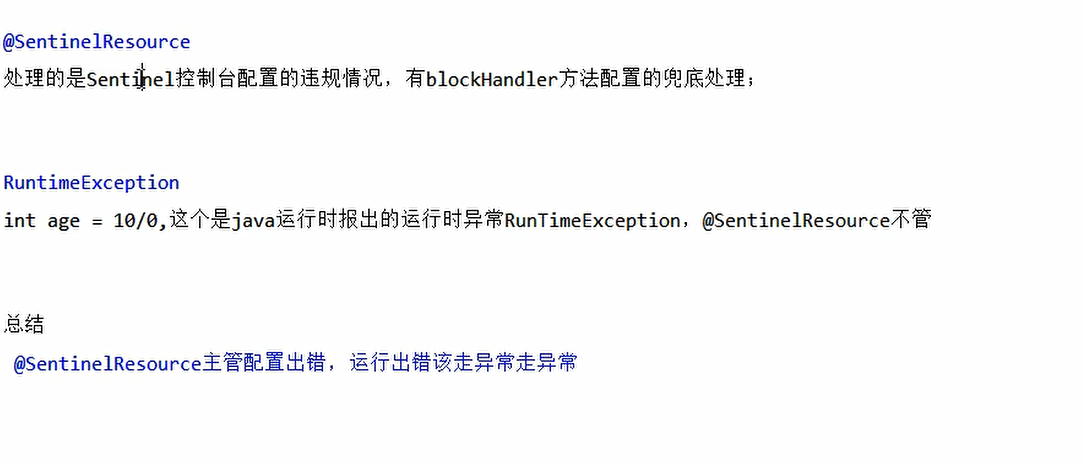 @SentinelResource
处理的是Sentinel控制台配置的违规情况，有blockHandler方法配置的兜底处理；
RuntimeException
int age = 10/0,这个是java运行时报出的运行时异常RunTimeException，@SentinelResource不管
总结
@SentinelResource主管配置出错，运行出错该走异常走异常